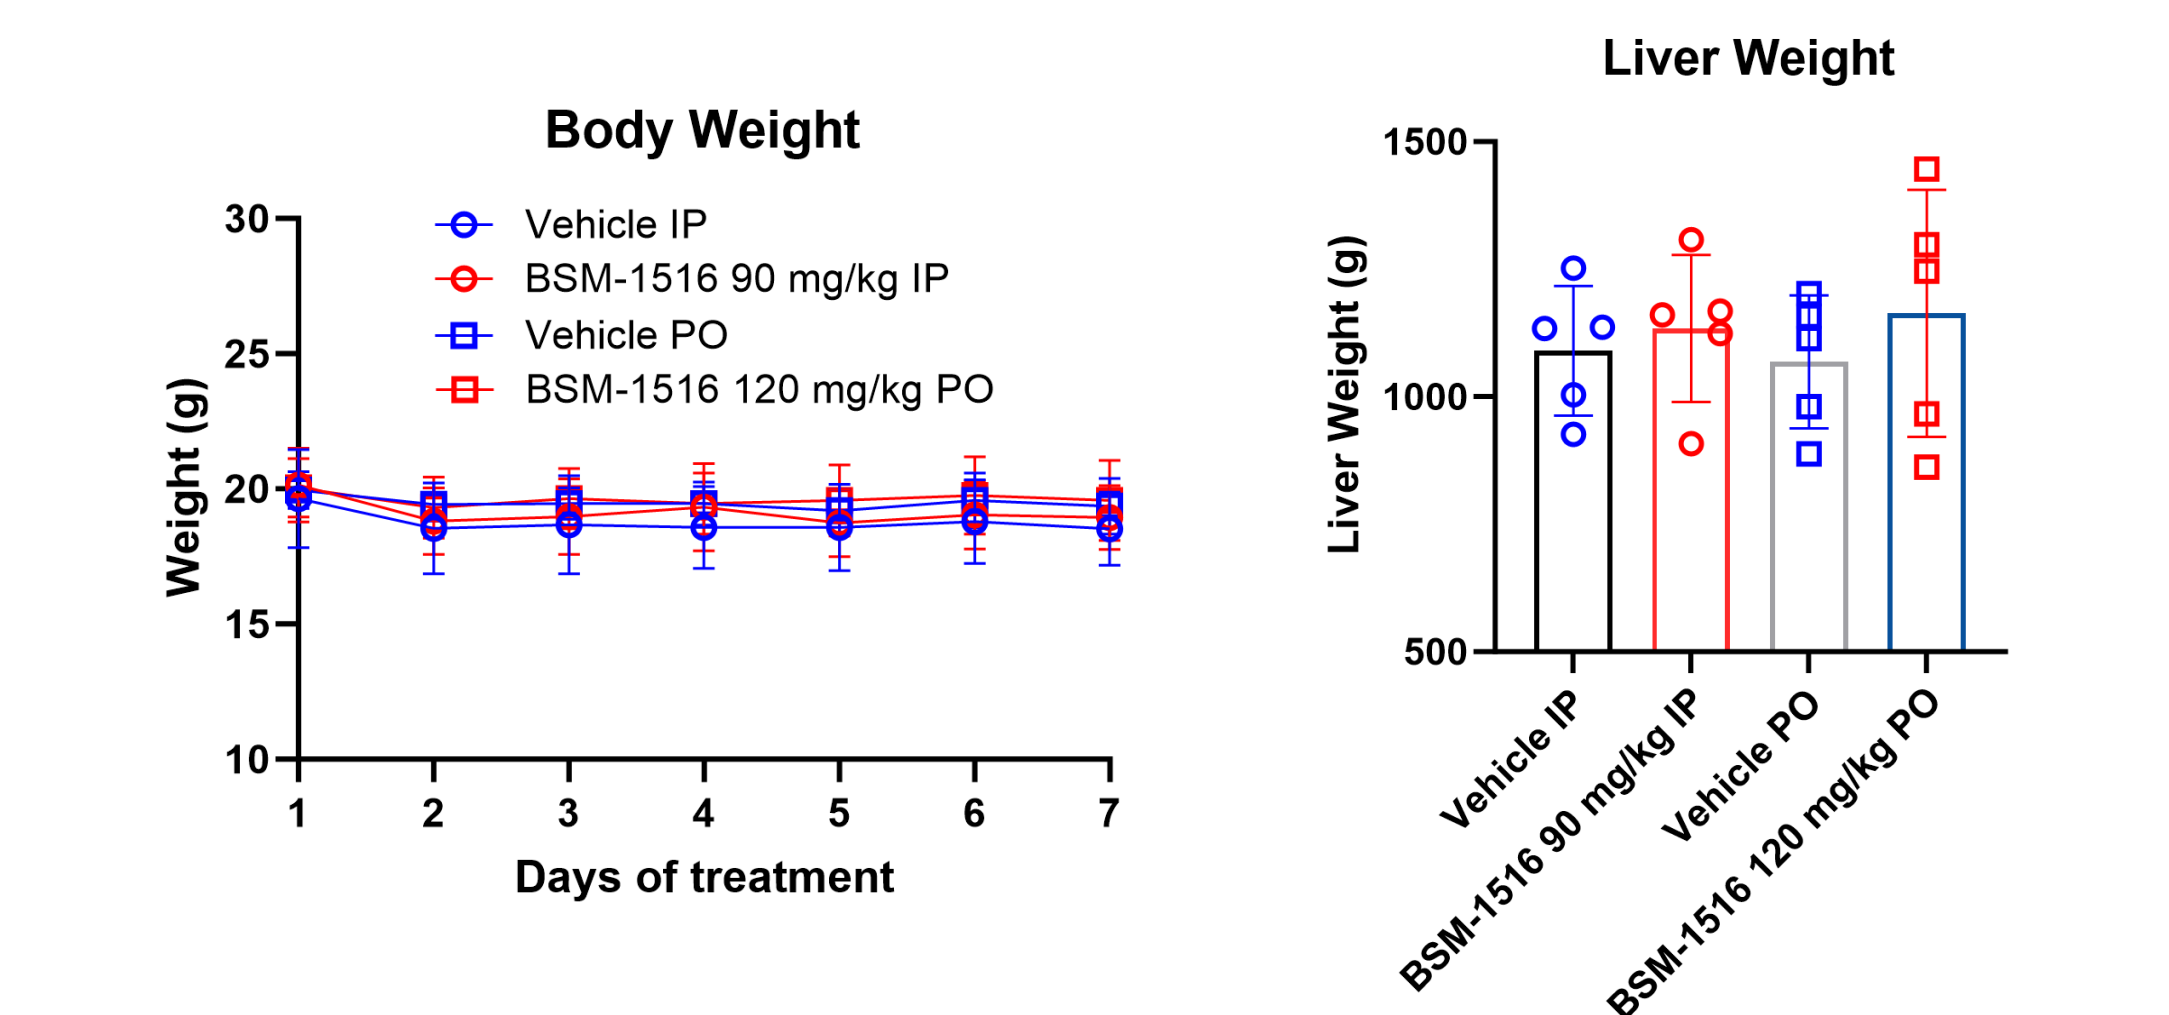 Body Weight
30
25
20
15
10
Weight (g)
Vehicle IP
BSM-1516 90 mg/kg IP
Vehicle PO
BSM-1516 120 mg/kg PO
1 2 3 4 5 6 7
Days of treatment
Liver Weight
1500
1000
500
Liver Weight (g)
Vehicle IP
BSM-1516 90 mg/kg IP
Vehicle PO
BSM-1516 120 mg/kg PO